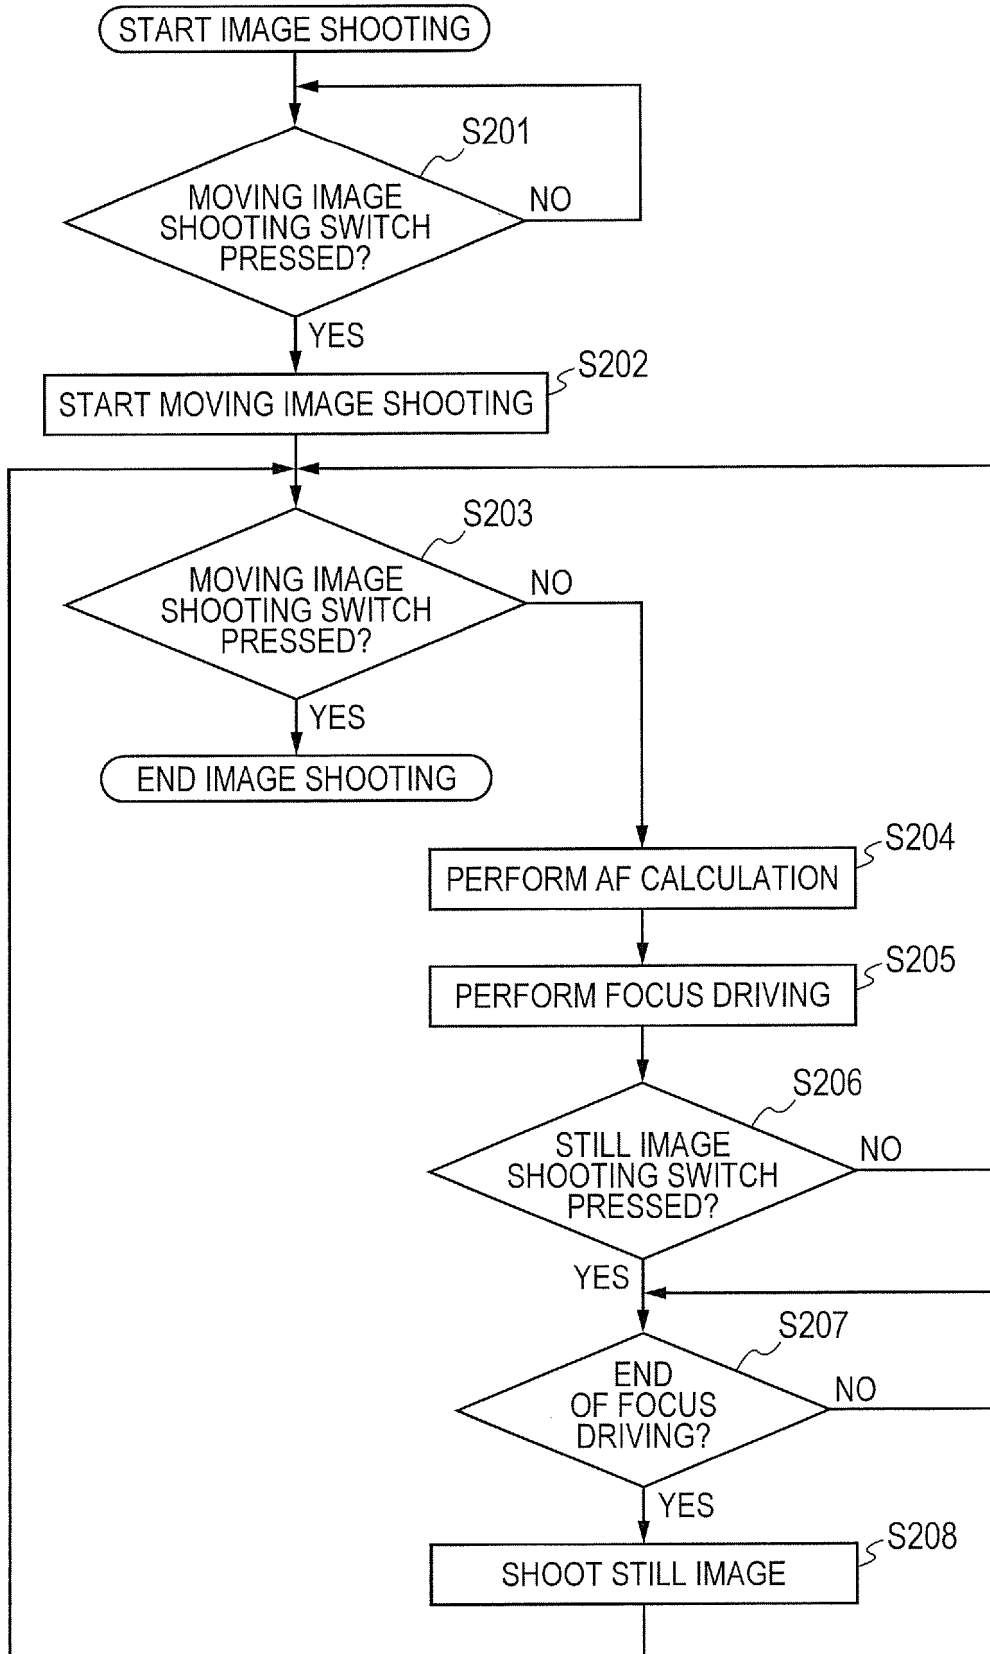 START IMAGE SHOOTING
S201
MOVING IMAGE
SHOOTING SWITCH
PRESSED?
NO
YES
S202
START MOVING IMAGE SHOOTING
S203
MOVING IMAGE
SHOOTING SWITCH
PRESSED?
NO
YES
END IMAGE SHOOTING
S204
PERFORM AF CALCULATION
S205
PERFORM FOCUS DRIVING
S206
STILL IMAGE
SHOOTING SWITCH
PRESSED?
NO
YES
S207
END
OF FOCUS
DRIVING?
NO
YES
S208
SHOOT STILL IMAGE